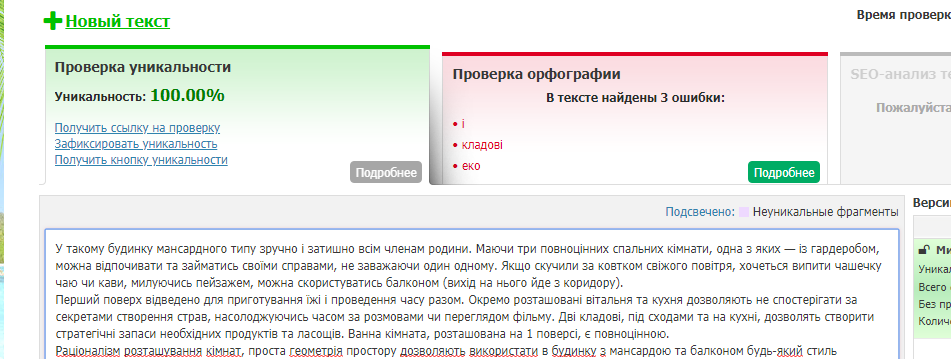 Новый текст
Время проверк
Проверка уникальности
Уникальность: 100.00%
Получить ссылку на проверку
Зафиксировать уникальность
Получить кнопку уникальности
Подробнее
Проверка орфографии
В тексте найдены 3 ошибки:
• і
• кладові
• еко
Подробнее
SEO-анализ те
Пожалуйста
Подсвечено: Неуникальные фрагменты
У такому будинку мансардного типу зручно і затишно всім членам родини. Маючи три повноцінних спальних кімнати, одна з яких — із гардеробом,
можна відпочивати та займатись своїми справами, не заважаючи один одному. Якщо скучили за ковтком свіжого повітря, хочеться випити чашечку
чаю чи кави, милуючись пейзажем, можна скористуватись балконом (вихід на нього йде з коридору).
Перший поверх відведено для приготування їжі і проведення часу разом. Окремо розташовані вітальня та кухня дозволяють не спостерігати за
секретами створення страв, насолоджуючись часом за розмовами чи переглядом фільму. Дві кладові, під сходами та на кухні, дозволять створити
стратегічні запаси необхідних продуктів та ласощів. Ванна кімната, розташована на 1 поверсі, є повноцінною.
Раціоналізм розташування кімнат, проста геометрія простору дозволяють використати в будинку з мансардою та балконом будь-який стиль
Верси
Ми
Уника
Всего
Без пр
Количе